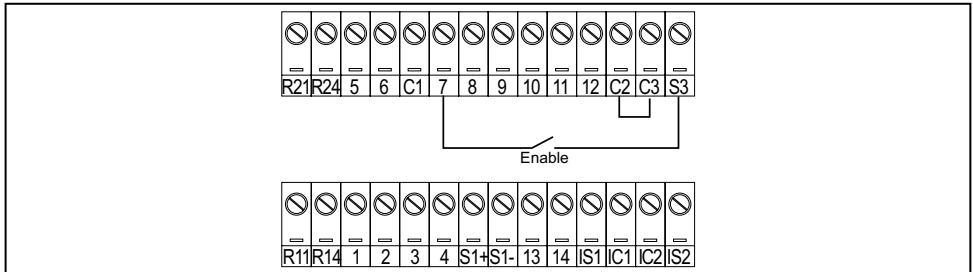 R21 R24 5 6 C1 7 8 9 10 11 12 C2 C3 S3
Enable
R11 R14 1 2 3 4 S1+ S1- 13 14 IS1 IC1 IC2 IS2